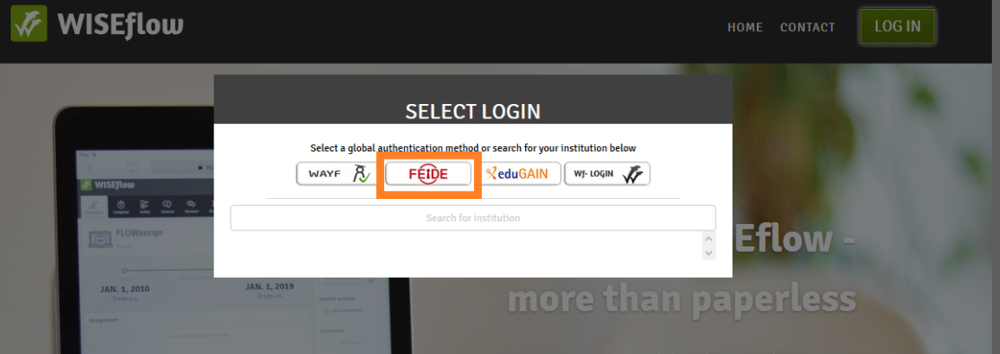 WISEflow
HOME CONTACT LOG IN
SELECT LOGIN
Select a global authentication method or search for your institution below
WAYF FEIDE eduGAIN Wf- LOGIN
Search for institution
WISEflow
FLOWassign
JAN. 1, 2010 JAN. 1, 2019
Assignment
Eflow -
more than paperless